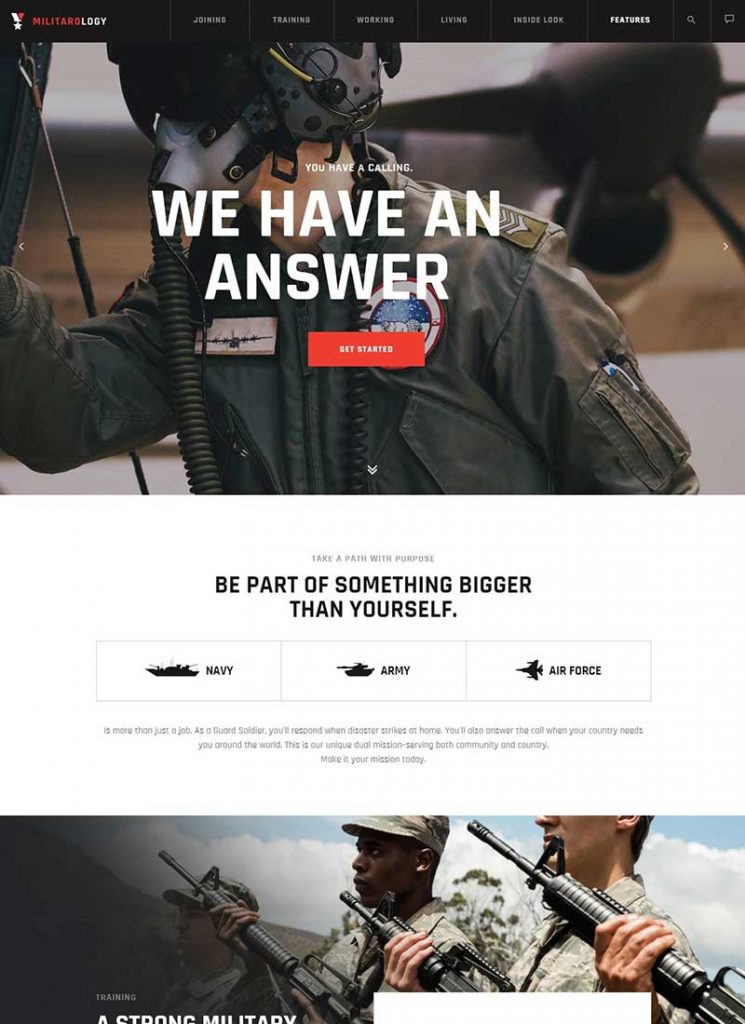 MILITAROLOGY
JOINING
TRAINING
WORKING
LIVING
INSIDE LOOK
FEATURES
YOU HAVE A CALLING.
WE HAVE AN
ANSWER
GET STARTED
TAKE A PATH WITH PURPOSE
BE PART OF SOMETHING BIGGER
THAN YOURSELF.
NAVY
ARMY
AIR FORCE
Is more than just a job. As a Guard Soldier, you'll respond when disaster strikes at home. You'll also answer the call when your country needs
you around the world. This is our unique dual mission-serving both community and country.
Make it your mission today.
TRAINING
A STRONG MILITARY